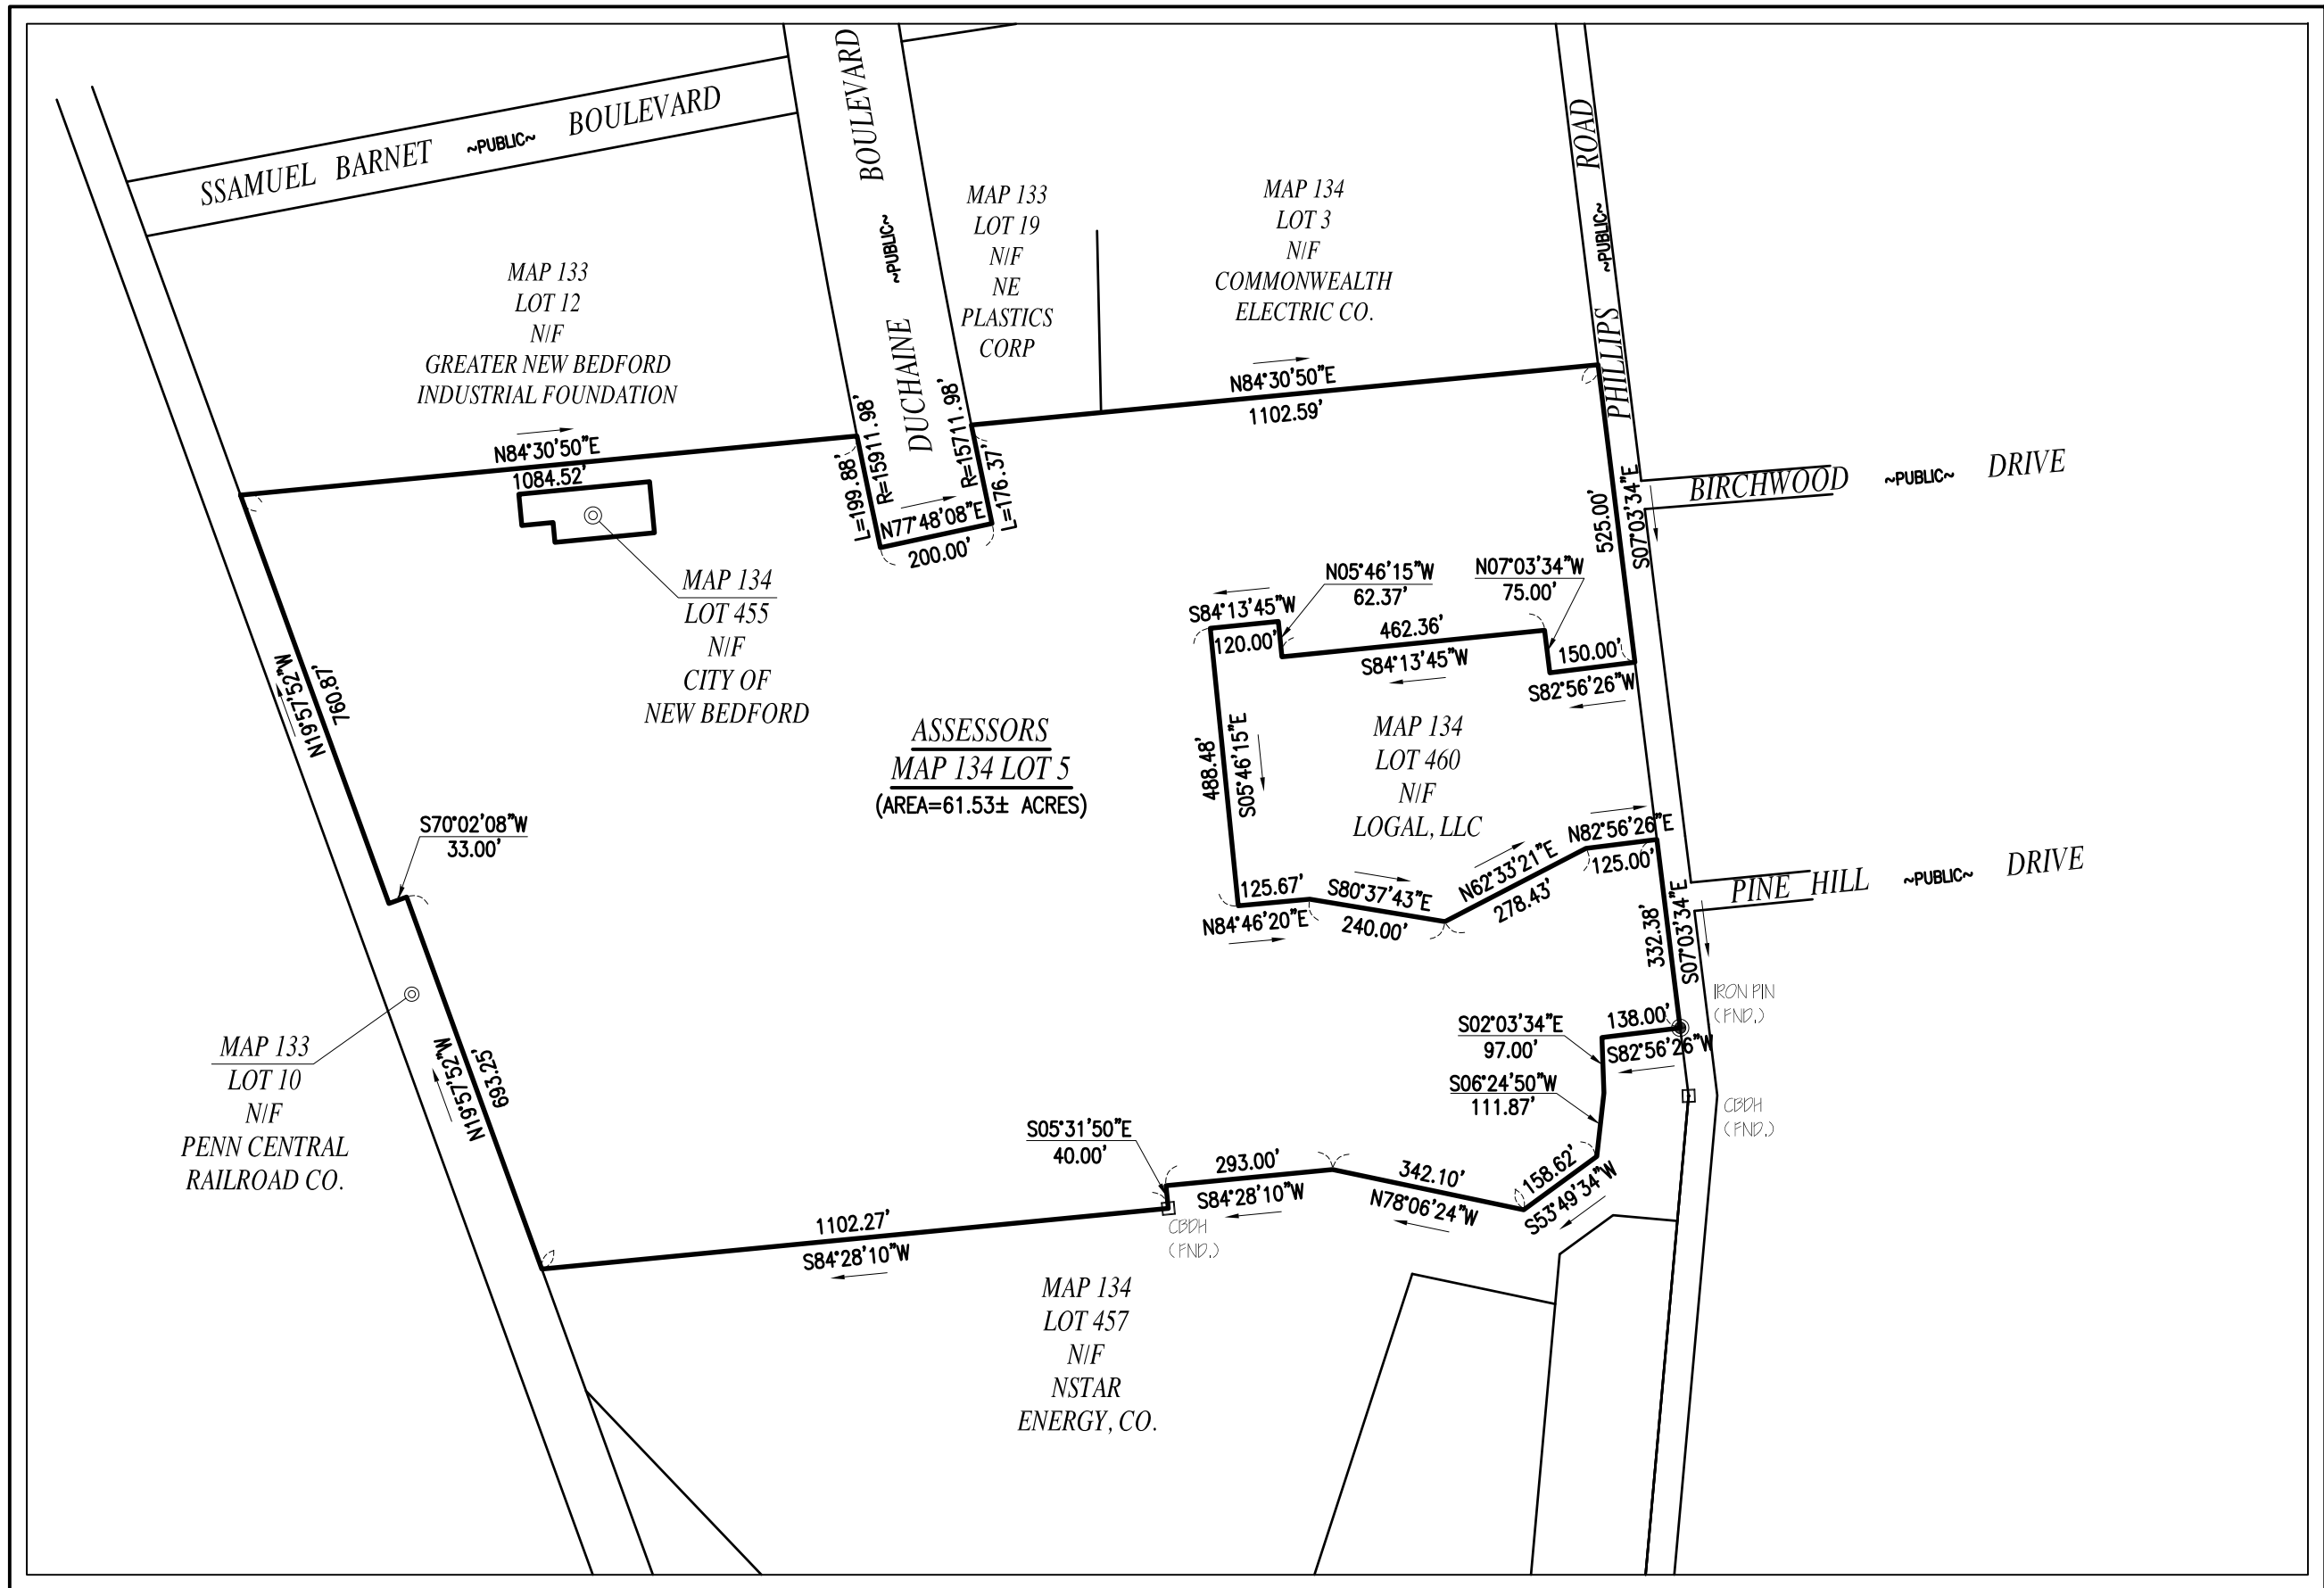 SSAMUEL BARNET ~PUBLIC~ BOULEVARD
DUCHAINE ~PUBLIC~ BOULEVARD
PHILLIPS ~PUBLIC~ ROAD
MAP 133
LOT 12
N/F
GREATER NEW BEDFORD
INDUSTRIAL FOUNDATION
MAP 133
LOT 19
N/F
NE
PLASTICS
CORP
MAP 134
LOT 3
N/F
COMMONWEALTH
ELECTRIC CO.
N84°30'50"E
1084.52'
L=199.88'
R=15911.98'
N77°48'08"E
200.00'
R=15711.98'
L=176.37'
N84°30'50"E
1102.59'
525.00'
S07°03'34"E
BIRCHWOOD ~PUBLIC~ DRIVE
MAP 134
LOT 455
N/F
CITY OF
NEW BEDFORD
N05°46'15"W
62.37'
N07°03'34"W
75.00'
S84°13'45"W
120.00'
462.36'
S84°13'45"W
150.00'
S82°56'26"W
N19°57'52"W
760.87'
ASSESSORS
MAP 134 LOT 5
(AREA=61.53± ACRES)
488.48'
S05°46'15"E
MAP 134
LOT 460
N/F
LOGAL, LLC
S70°02'08"W
33.00'
125.67'
N84°46'20"E
S80°37'43"E
240.00'
N62°33'21"E
278.43'
N82°56'26"E
125.00'
332.38'
S07°03'34"E
PINE HILL ~PUBLIC~ DRIVE
IRON PIN
(FND.)
138.00'
S82°56'26"W
S02°03'34"E
97.00'
S06°24'50"W
111.87'
CBDH
(FND.)
MAP 133
LOT 10
N/F
PENN CENTRAL
RAILROAD CO.
N19°57'52"W
693.25'
S05°31'50"E
40.00'
293.00'
S84°28'10"W
342.10'
N78°06'24"W
158.62'
S53°49'34"W
1102.27'
S84°28'10"W
CBDH
(FND.)
MAP 134
LOT 457
N/F
NSTAR
ENERGY, CO.